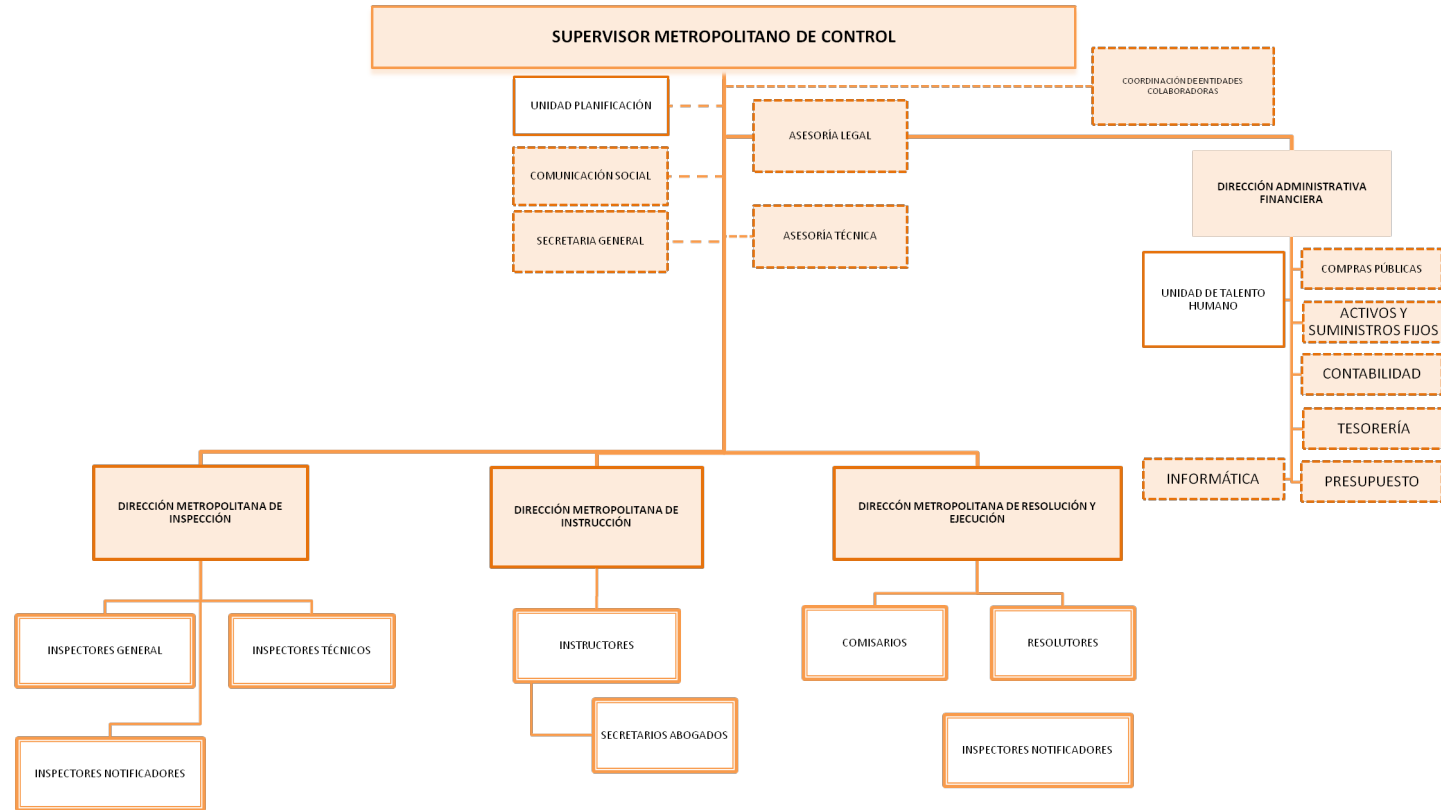 SUPERVISOR METROPOLITANO DE CONTROL
COORDINACIÓN DE ENTIDADES
COLABORADORAS
UNIDAD PLANIFICACIÓN
ASESORÍA LEGAL
COMUNICACIÓN SOCIAL
DIRECCIÓN ADMINISTRATIVA
FINANCIERA
SECRETARIA GENERAL
ASESORÍA TÉCNICA
COMPRAS PÚBLICAS
UNIDAD DE TALENTO
HUMANO
ACTIVOS Y
SUMINISTROS FIJOS
CONTABILIDAD
TESORERÍA
INFORMÁTICA
PRESUPUESTO
DIRECCIÓN METROPOLITANA DE
INSPECCIÓN
DIRECCIÓN METROPOLITANA DE
INSTRUCCIÓN
DIRECCÓN METROPOLITANA DE RESOLUCIÓN Y
EJECUCIÓN
INSPECTORES GENERAL
INSPECTORES TÉCNICOS
INSTRUCTORES
COMISARIOS
RESOLUTORES
SECRETARIOS ABOGADOS
INSPECTORES NOTIFICADORES
INSPECTORES NOTIFICADORES